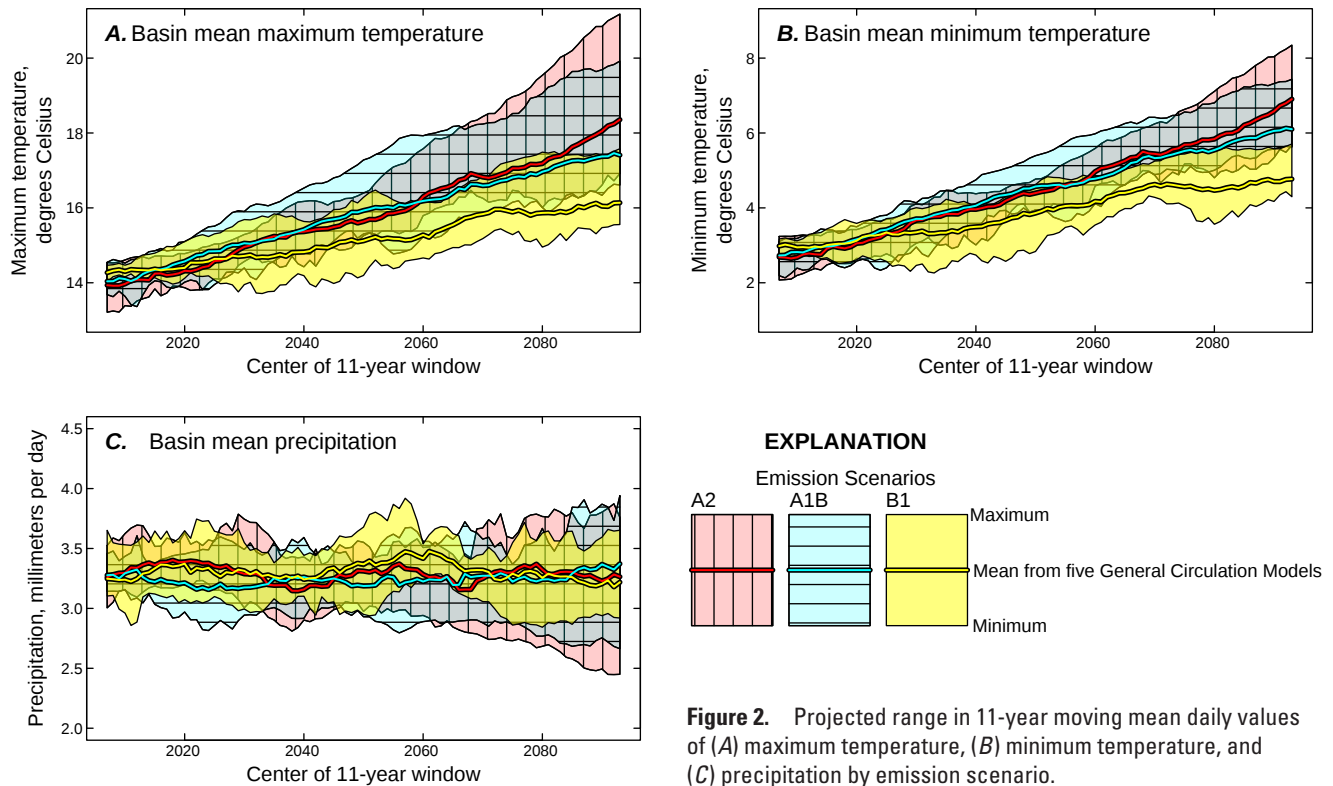 A. Basin mean maximum temperature
Maximum temperature,
degrees Celsius
20
18
16
14
2020 2040 2060 2080
Center of 11-year window
B. Basin mean minimum temperature
Minimum temperature,
degrees Celsius
8
6
4
2
2020 2040 2060 2080
Center of 11-year window
C. Basin mean precipitation
Precipitation, millimeters per day
4.5
4.0
3.5
3.0
2.5
2.0
2020 2040 2060 2080
Center of 11-year window
EXPLANATION
Emission Scenarios
A2 A1B B1
Maximum
Mean from five General Circulation Models
Minimum
Figure 2. Projected range in 11-year moving mean daily values
of (A) maximum temperature, (B) minimum temperature, and
(C) precipitation by emission scenario.